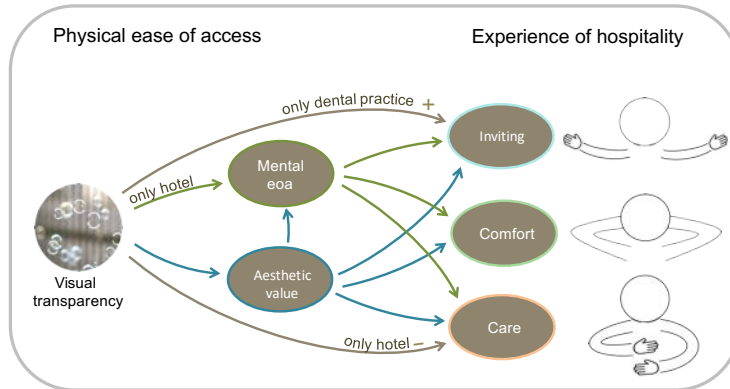 Physical ease of access
Experience of hospitality
only dental practice +
Inviting
Mental
eoa
only hotel
Comfort
Visual
transparency
Aesthetic
value
Care
only hotel –